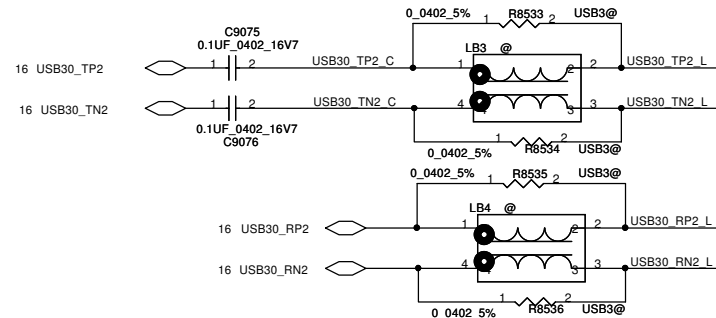 0_0402_5% 1 R8533 2 USB3@
C9075
0.1UF_0402_16V7
LB3 @
16 USB30_TP2 1 2 USB30_TP2_C 1 2 2 USB30_TP2_L
16 USB30_TN2 1 2 USB30_TN2_C 4 4 3 3 USB30_TN2_L
0.1UF_0402_16V7
C9076
1 R8534 2 USB3@
0_0402_5%
0_0402_5% 1 R8535 2 USB3@
LB4 @
16 USB30_RP2 1 2 2 USB30_RP2_L
16 USB30_RN2 4 4 3 3 USB30_RN2_L
1 R8536 2 USB3@
0_0402_5%